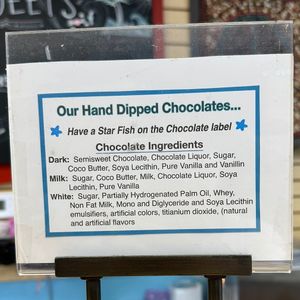 Our Hand Dipped Chocolates...
Have a Star Fish on the Chocolate label
Chocolate Ingredients
Dark: Semisweet Chocolate, Chocolate Liquor, Sugar,
Coco Butter, Soya Lecithin, Pure Vanilla and Vanillin
Milk: Sugar, Coco Butter, Milk, Chocolate Liquor, Soya
Lecithin, Pure Vanilla
White: Sugar, Partially Hydrogenated Palm Oil, Whey,
Non Fat Milk, Mono and Diglyceride and Soya Lecithin
emulsifiers, artificial colors, titianium dioxide, (natural
and artificial flavors